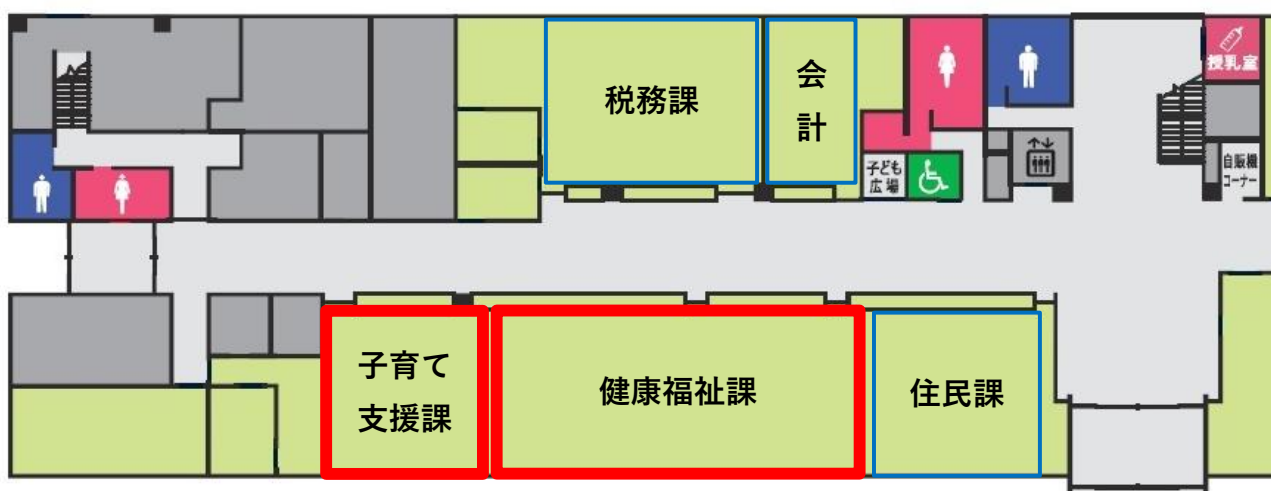 税務課
会
計
授乳室
子ども
広場
自販機
コーナー
子育て
支援課
健康福祉課
住民課